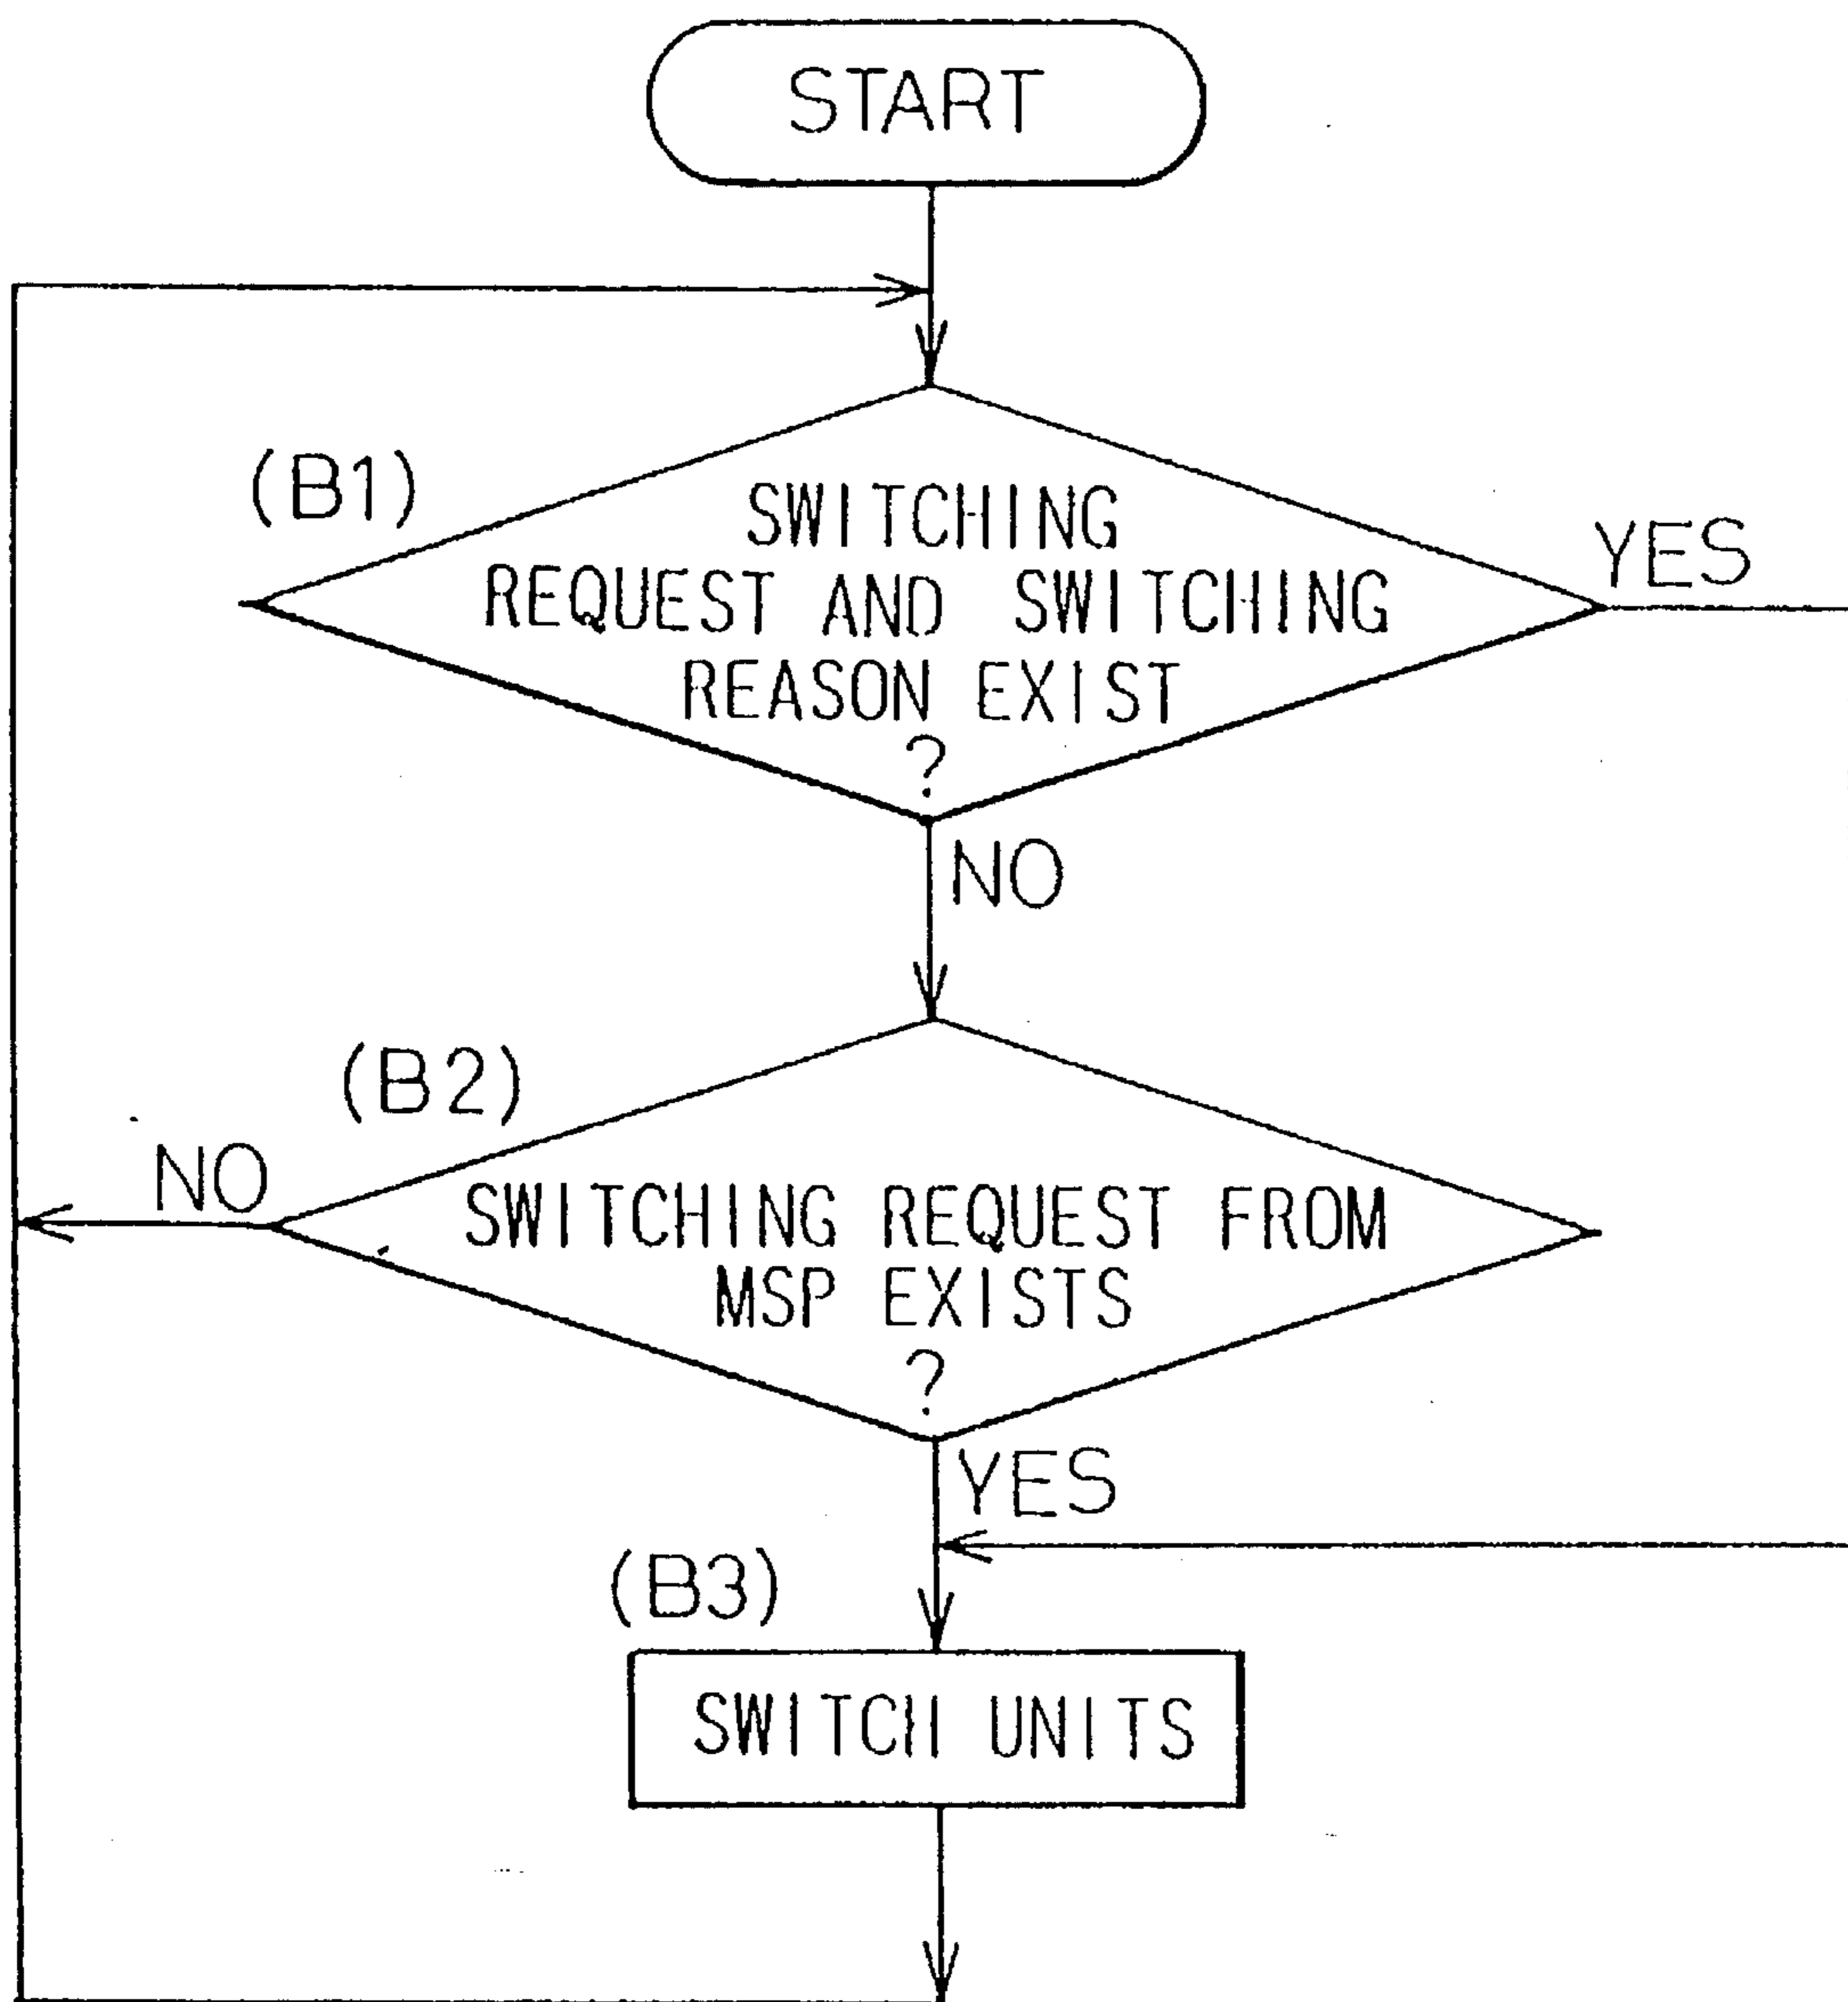 START
(B1)
SWITCHING
REQUEST AND SWITCHING
REASON EXIST
?
YES
NO
(B2)
NO
SWITCHING REQUEST FROM
MSP EXISTS
?
YES
(B3)
SWITCH UNITS